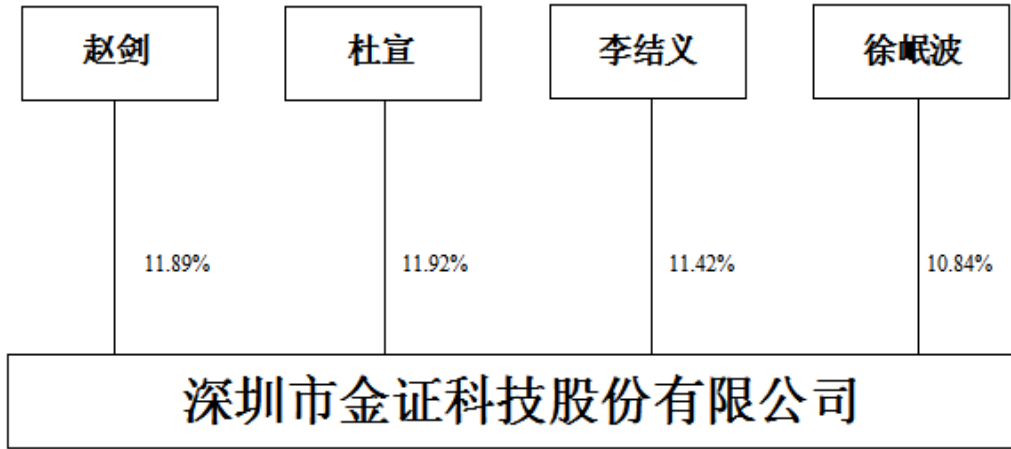 赵剑
杜宣
李结义
徐岷波
11.89%
11.92%
11.42%
10.84%
深圳市金证科技股份有限公司